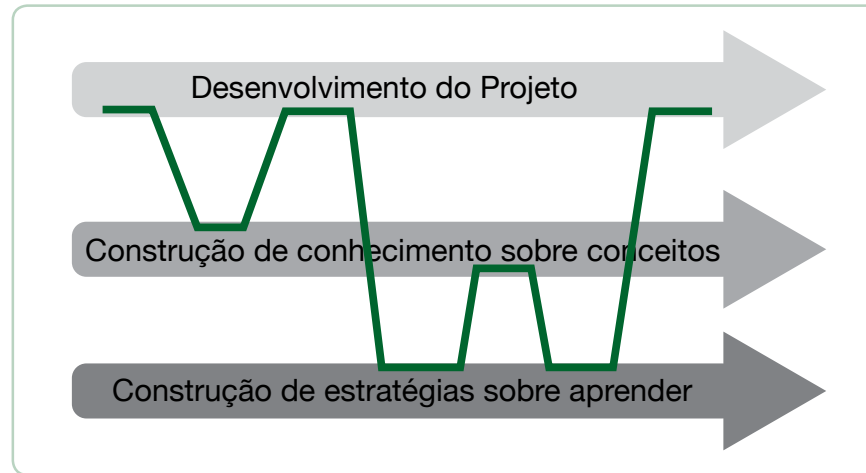 Desenvolvimento do Projeto
Construção de conhecimento sobre conceitos
Construção de estratégias sobre aprender